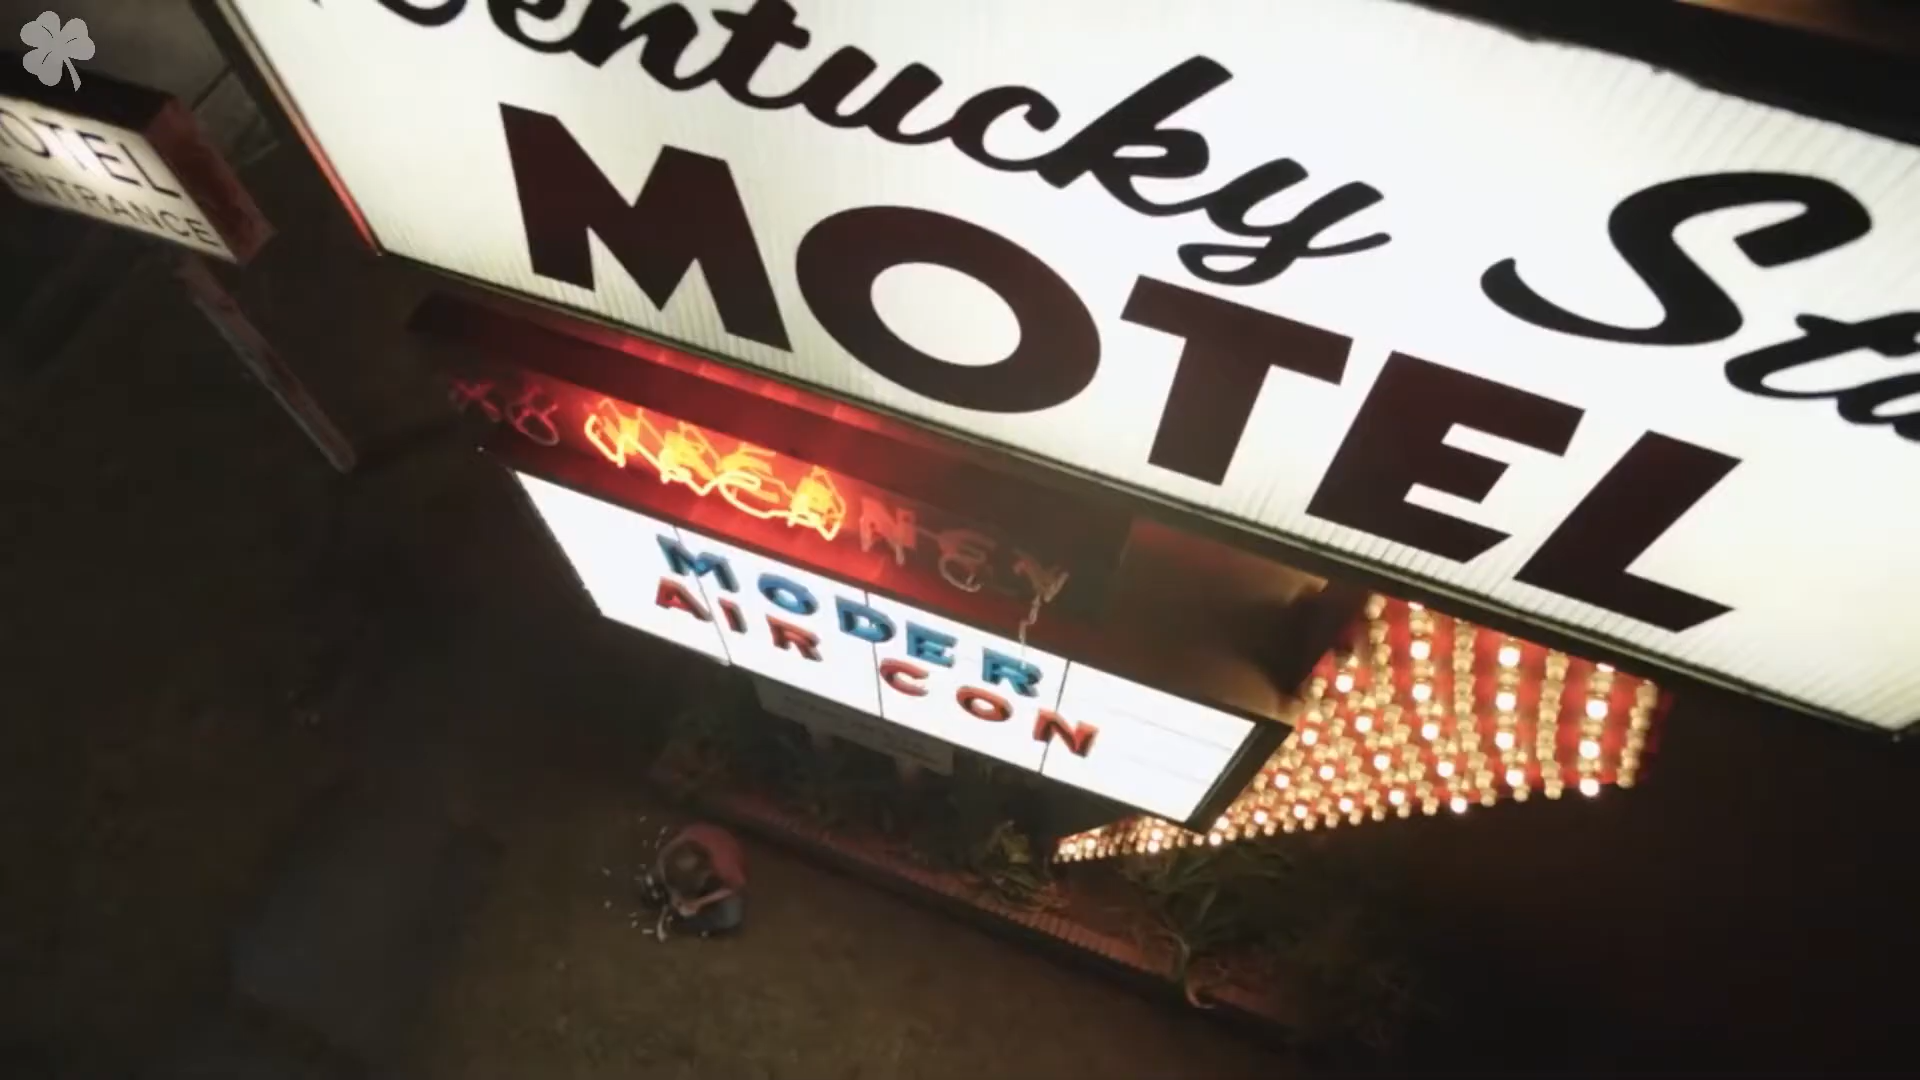 entucky St
MOTEL
OTEL
ENTRANCE
MODER
AIR CON